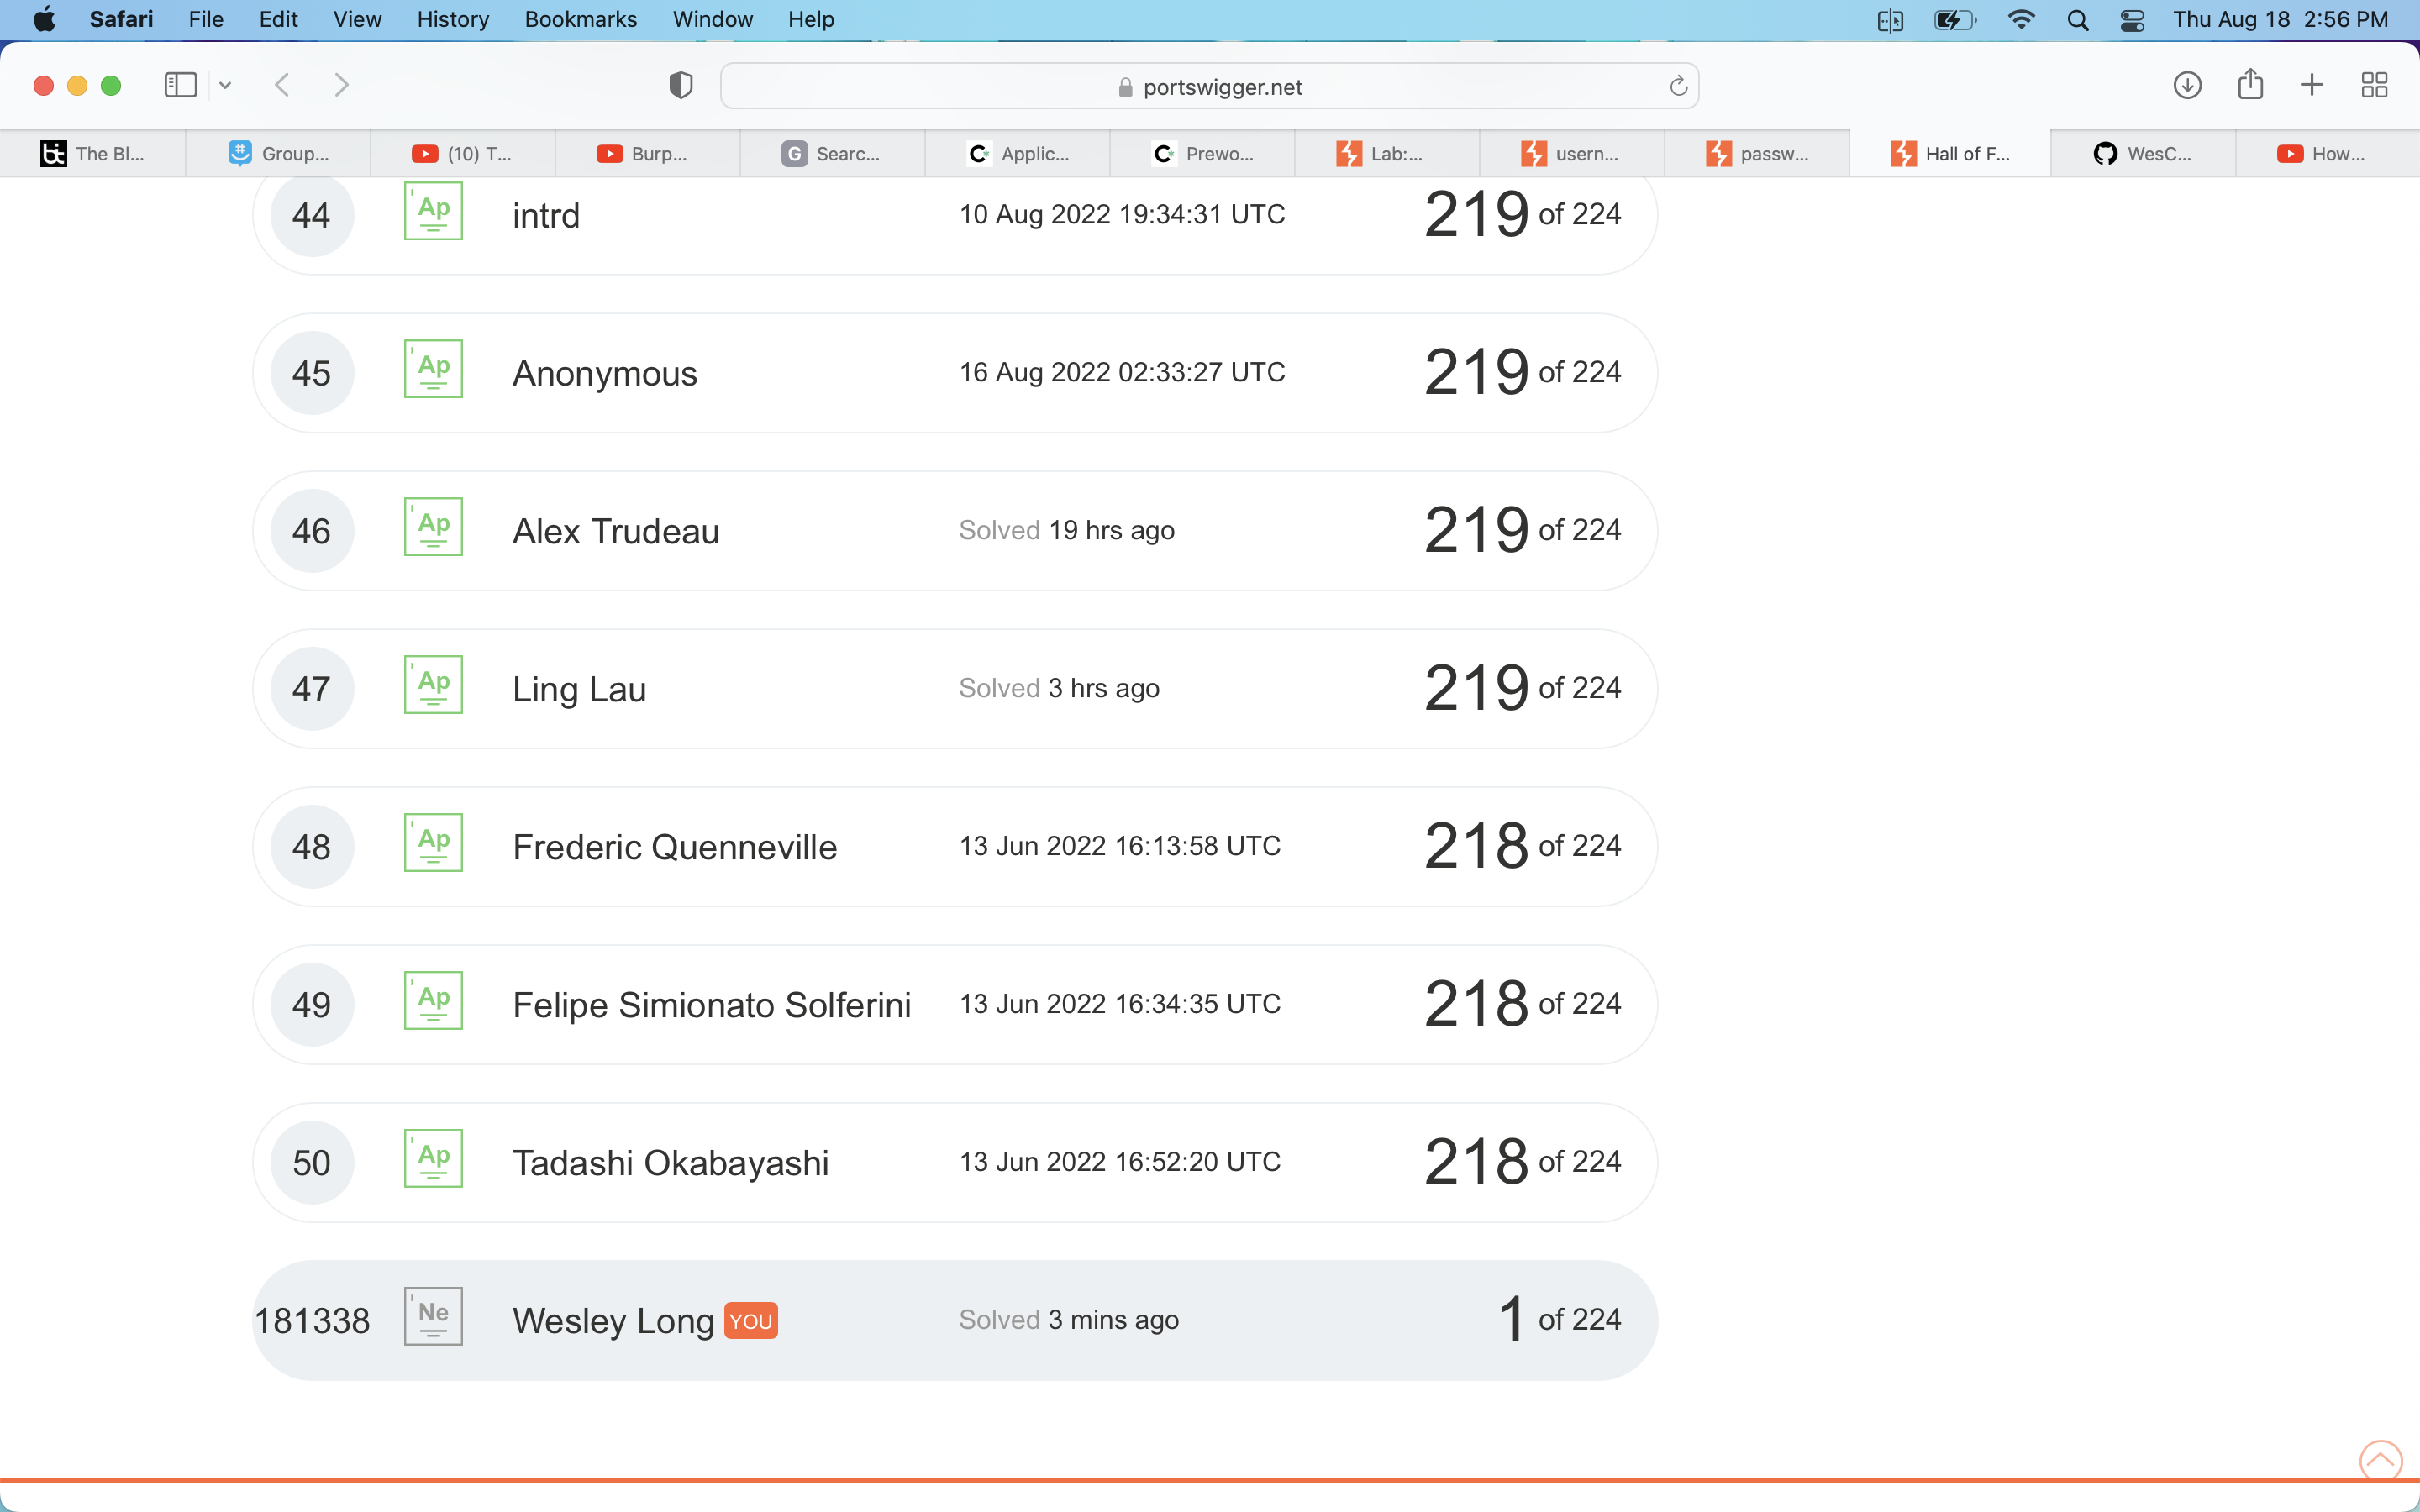 Safari File Edit View History Bookmarks Window Help Thu Aug 18 2:56 PM
portswigger.net
bt The Bl... Group... (10) T... Burp... G Searc... C Applic... C Prewo... Lab:... usern... passw... Hall of F... WesC... How...
44 Ap intrd 10 Aug 2022 19:34:31 UTC 219 of 224
45 Ap Anonymous 16 Aug 2022 02:33:27 UTC 219 of 224
46 Ap Alex Trudeau Solved 19 hrs ago 219 of 224
47 Ap Ling Lau Solved 3 hrs ago 219 of 224
48 Ap Frederic Quenneville 13 Jun 2022 16:13:58 UTC 218 of 224
49 Ap Felipe Simionato Solferini 13 Jun 2022 16:34:35 UTC 218 of 224
50 Ap Tadashi Okabayashi 13 Jun 2022 16:52:20 UTC 218 of 224
181338 Ne Wesley Long YOU Solved 3 mins ago 1 of 224